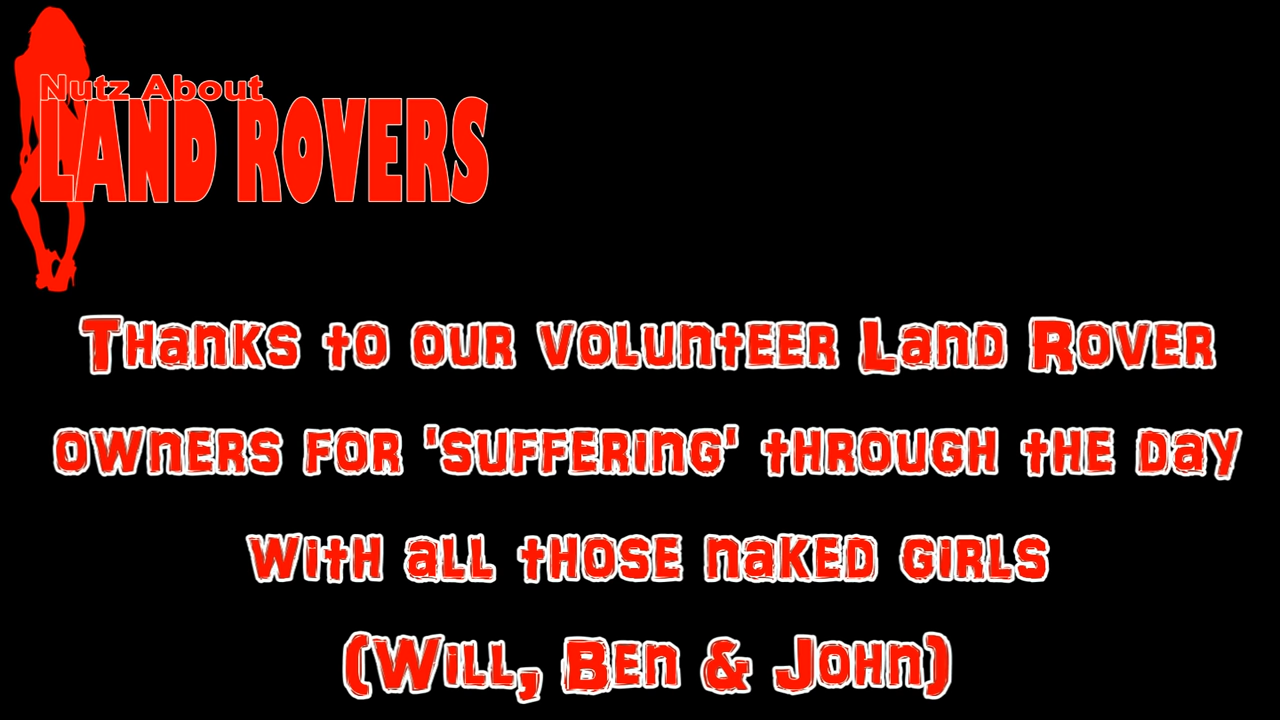 Nutz About
LAND ROVERS
Thanks to our volunteer Land Rover
owners for 'suffering' through the day
with all those naked girls
(Will, Ben & John)